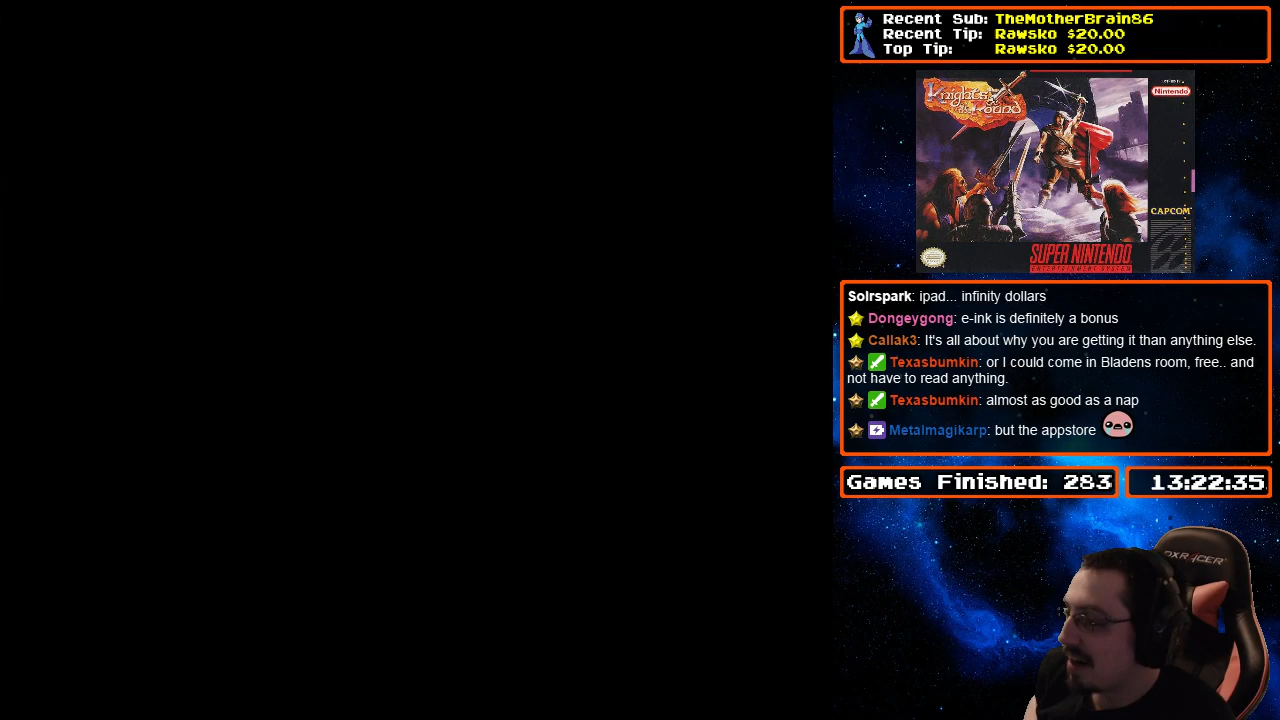 Recent Sub: TheMotherBrain86
Recent Tip: Rawsko $20.00
Top Tip: Rawsko $20.00
Knights of the Round
Nintendo
CAPCOM
SUPER NINTENDO
ENTERTAINMENT SYSTEM
Solrspark: ipad... infinity dollars
Dongeygong: e-ink is definitely a bonus
Callak3: It's all about why you are getting it than anything else.
Texasbumkin: or I could come in Bladens room, free.. and
not have to read anything.
Texasbumkin: almost as good as a nap
Metalmagikarp: but the appstore
Games Finished: 283
13:22:35
DXRACER